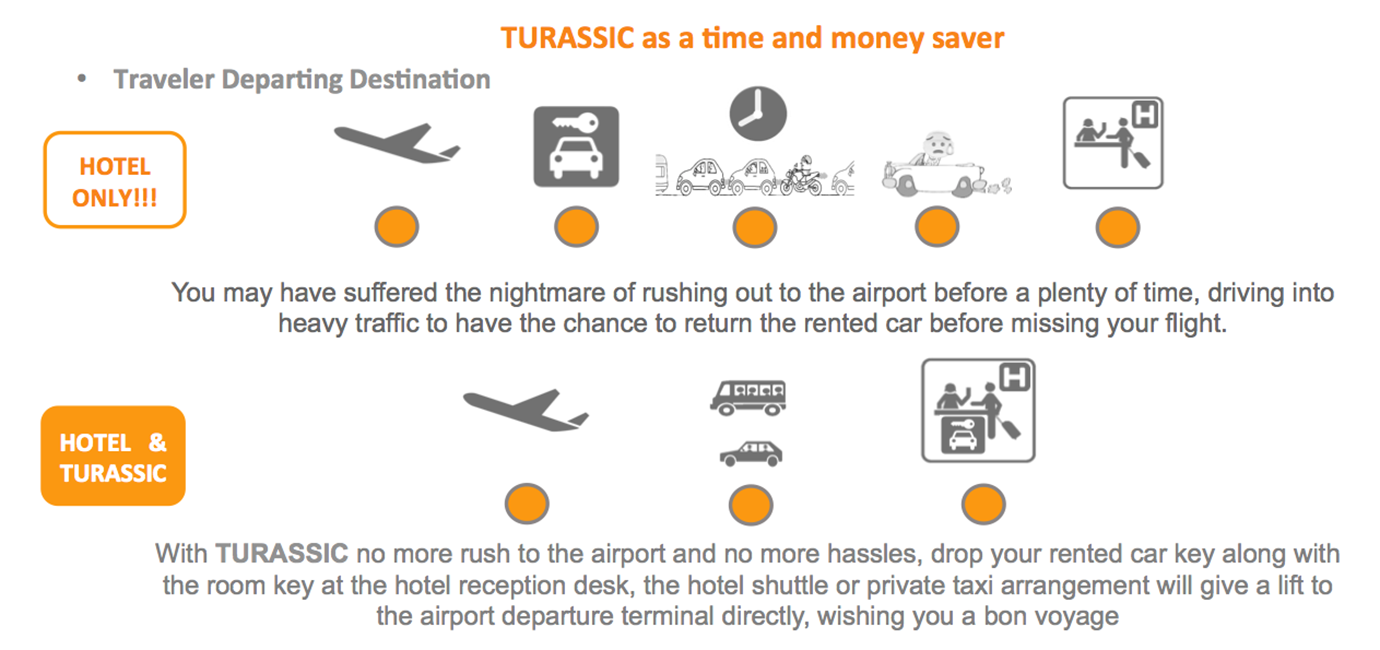 TURASSIC as a time and money saver
• Traveler Departing Destination
HOTEL
ONLY!!!
H
You may have suffered the nightmare of rushing out to the airport before a plenty of time, driving into
heavy traffic to have the chance to return the rented car before missing your flight.
H
HOTEL &
TURASSIC
With TURASSIC no more rush to the airport and no more hassles, drop your rented car key along with
the room key at the hotel reception desk, the hotel shuttle or private taxi arrangement will give a lift to
the airport departure terminal directly, wishing you a bon voyage